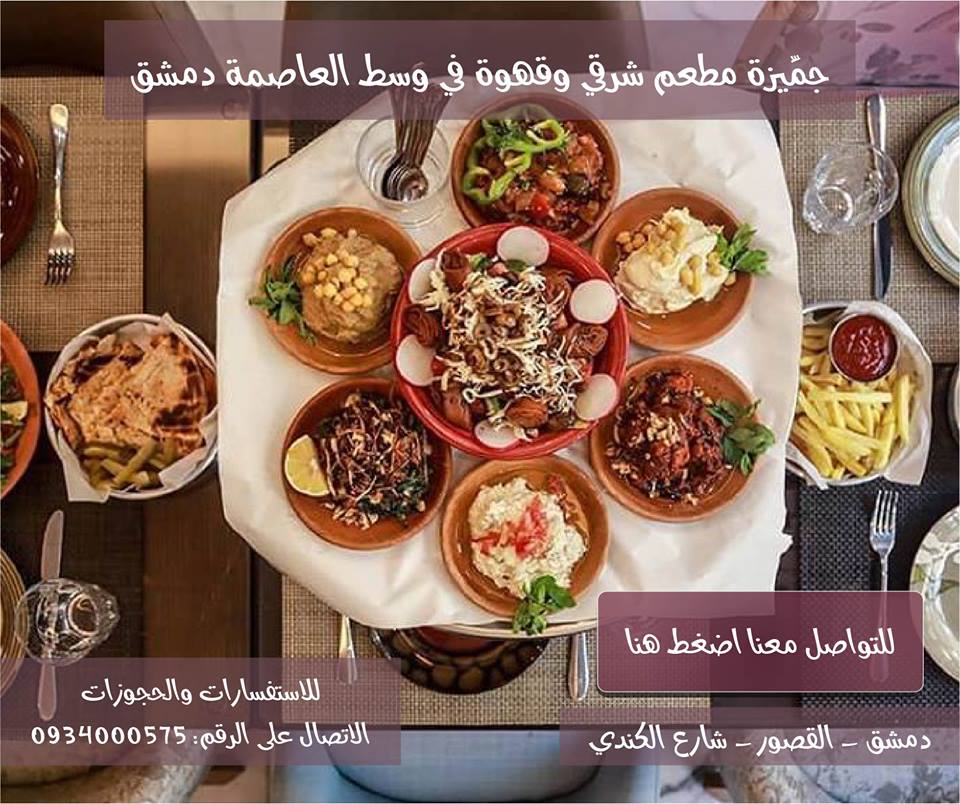 جمّيزة مطعم شرقي وقهوة في وسط العاصمة دمشق
للتواصل معنا اضغط هنا
للاستفسارات والحجوزات
الاتصال على الرقم: 0934000575
دمشق - القصور - شارع الكندي